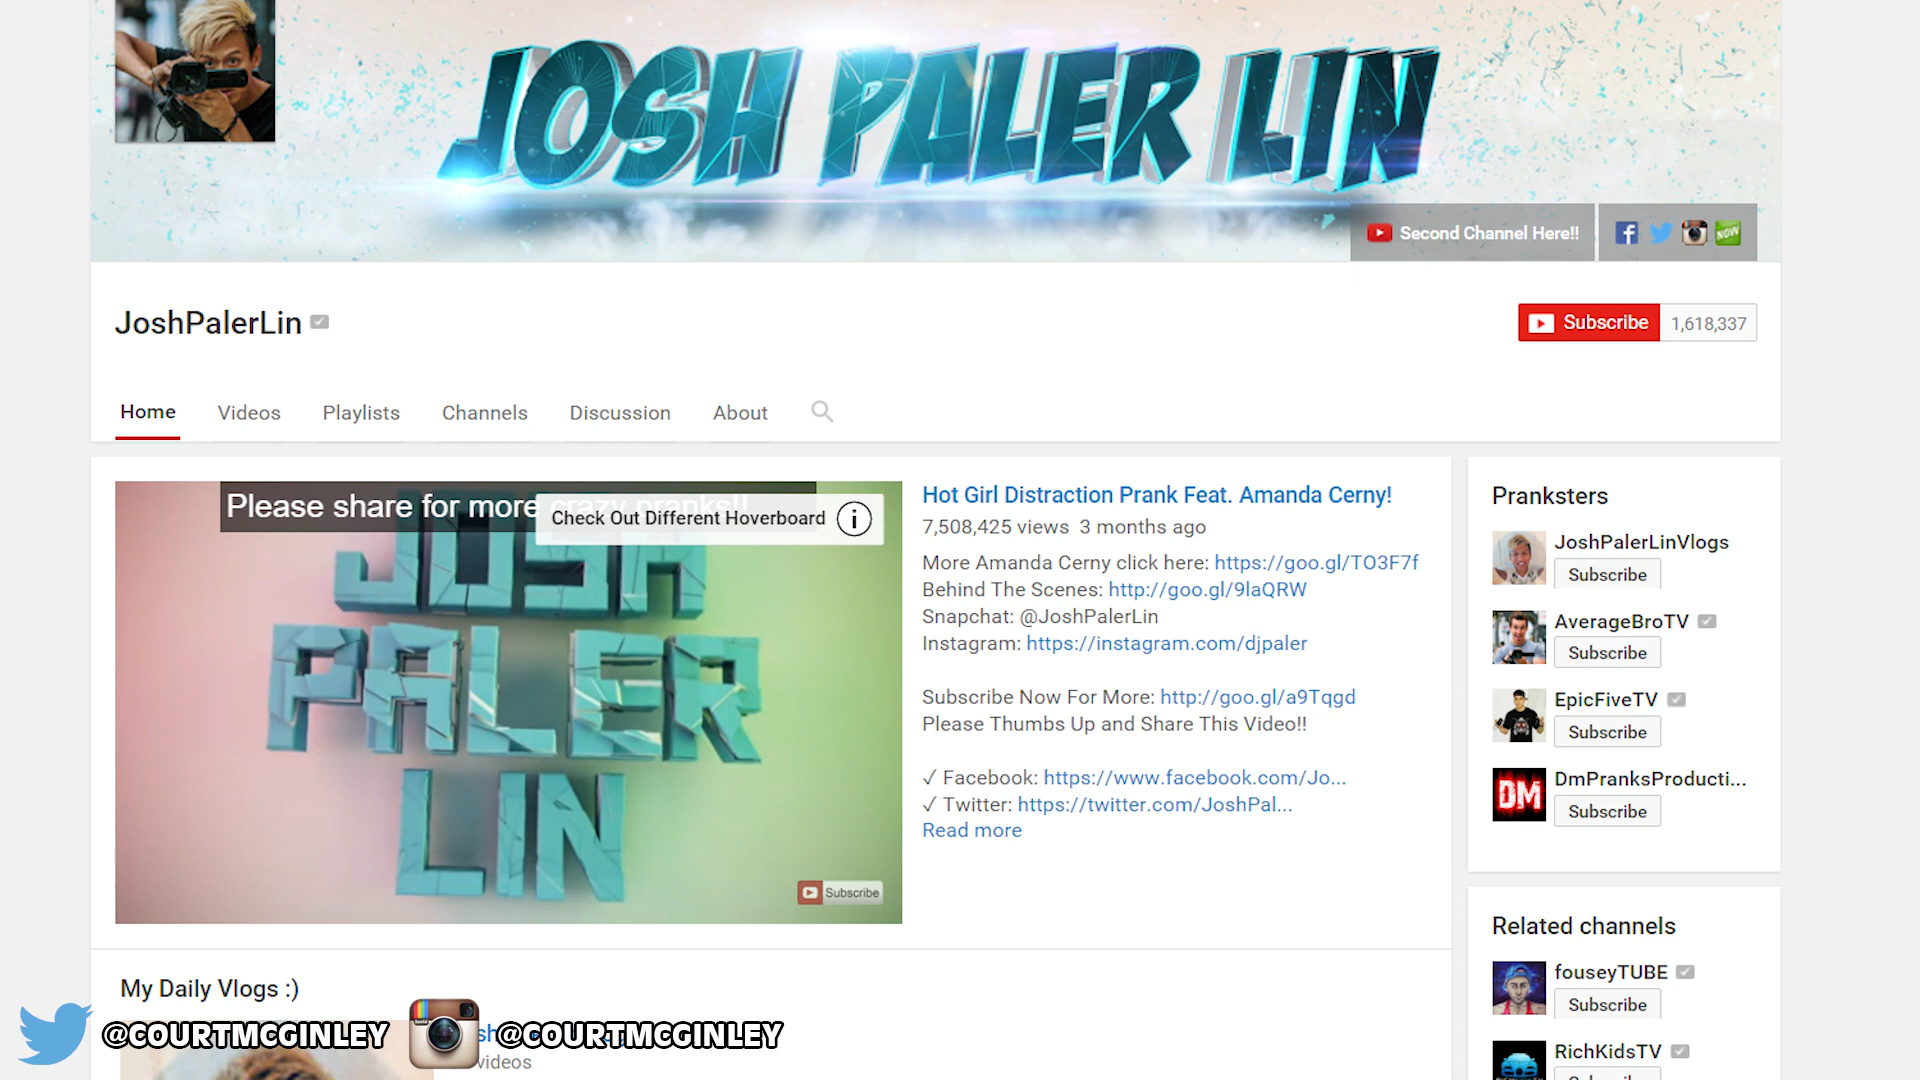 JOSH PALER LIN
Second Channel Here!!
NOW
JoshPalerLin
Subscribe 1,618,337
Home Videos Playlists Channels Discussion About
Please share for more crazy pranks!!
Check Out Different Hoverboard
JOSH
PALER
LIN
Subscribe
Hot Girl Distraction Prank Feat. Amanda Cerny!
7,508,425 views 3 months ago
More Amanda Cerny click here: https://goo.gl/TO3F7f
Behind The Scenes: http://goo.gl/9laQRW
Snapchat: @JoshPalerLin
Instagram: https://instagram.com/djpaler
Subscribe Now For More: http://goo.gl/a9Tqgd
Please Thumbs Up and Share This Video!!
✓ Facebook: https://www.facebook.com/Jo...
✓ Twitter: https://twitter.com/JoshPal...
Read more
Pranksters
JoshPalerLinVlogs
Subscribe
AverageBroTV
Subscribe
EpicFiveTV
Subscribe
DM
DmPranksProducti...
Subscribe
Related channels
fouseyTUBE
Subscribe
RichKidsTV
My Daily Vlogs :)
@COURTMCGINLEY
@COURTMCGINLEY
videos